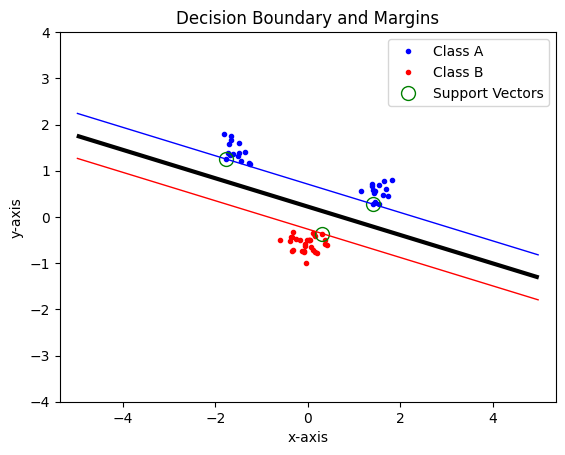 Decision Boundary and Margins
Class A
Class B
Support Vectors
4
3
2
1
0
−1
−2
−3
−4
y-axis
−4
−2
0
2
4
x-axis